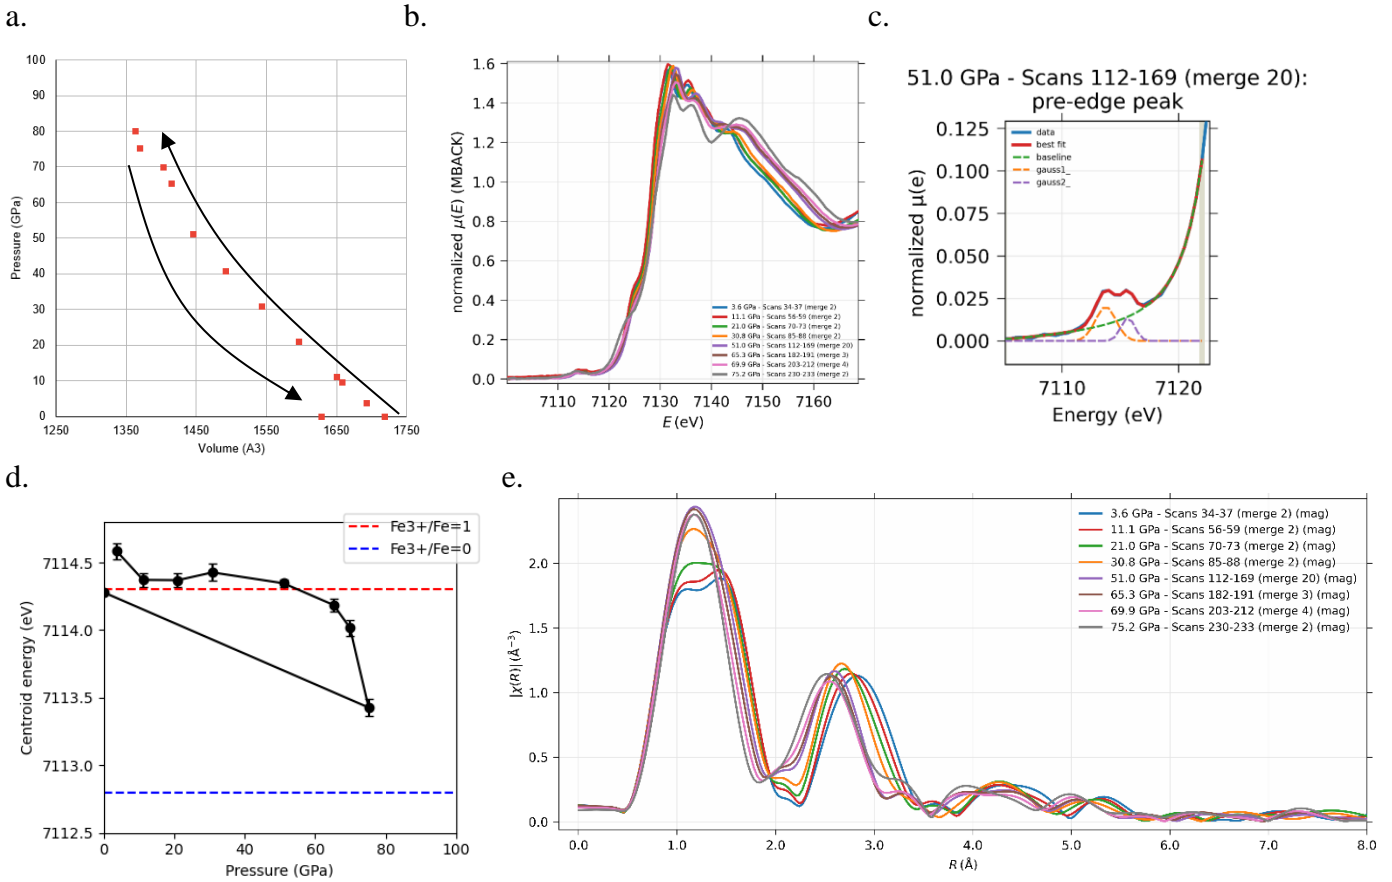 a.
100
90
80
70
60
50
40
30
20
10
0
Pressure (GPa)
1250
1350
1450
1550
1650
1750
Volume (A3)
b.
1.6
1.4
1.2
1.0
0.8
0.6
0.4
0.2
0.0
normalized μ(E) (MBACK)
3.6 GPa - Scans 34-37 (merge 2)
11.1 GPa - Scans 56-59 (merge 2)
21.0 GPa - Scans 70-73 (merge 2)
30.8 GPa - Scans 85-88 (merge 2)
51.0 GPa - Scans 112-169 (merge 20)
65.3 GPa - Scans 182-191 (merge 3)
69.9 GPa - Scans 203-212 (merge 4)
75.2 GPa - Scans 230-233 (merge 2)
7110
7120
7130
7140
7150
7160
E (eV)
c.
51.0 GPa - Scans 112-169 (merge 20):
pre-edge peak
0.125
0.100
0.075
0.050
0.025
0.000
normalized μ(e)
data
best fit
baseline
gauss1_
gauss2_
7110
7120
Energy (eV)
d.
Fe3+/Fe=1
Fe3+/Fe=0
7114.5
7114.0
7113.5
7113.0
7112.5
Centroid energy (eV)
0
20
40
60
80
100
Pressure (GPa)
e.
2.0
1.5
1.0
0.5
0.0
|χ(R)| (Å⁻³)
3.6 GPa - Scans 34-37 (merge 2) (mag)
11.1 GPa - Scans 56-59 (merge 2) (mag)
21.0 GPa - Scans 70-73 (merge 2) (mag)
30.8 GPa - Scans 85-88 (merge 2) (mag)
51.0 GPa - Scans 112-169 (merge 20) (mag)
65.3 GPa - Scans 182-191 (merge 3) (mag)
69.9 GPa - Scans 203-212 (merge 4) (mag)
75.2 GPa - Scans 230-233 (merge 2) (mag)
0.0
1.0
2.0
3.0
4.0
5.0
6.0
7.0
8.0
R (Å)